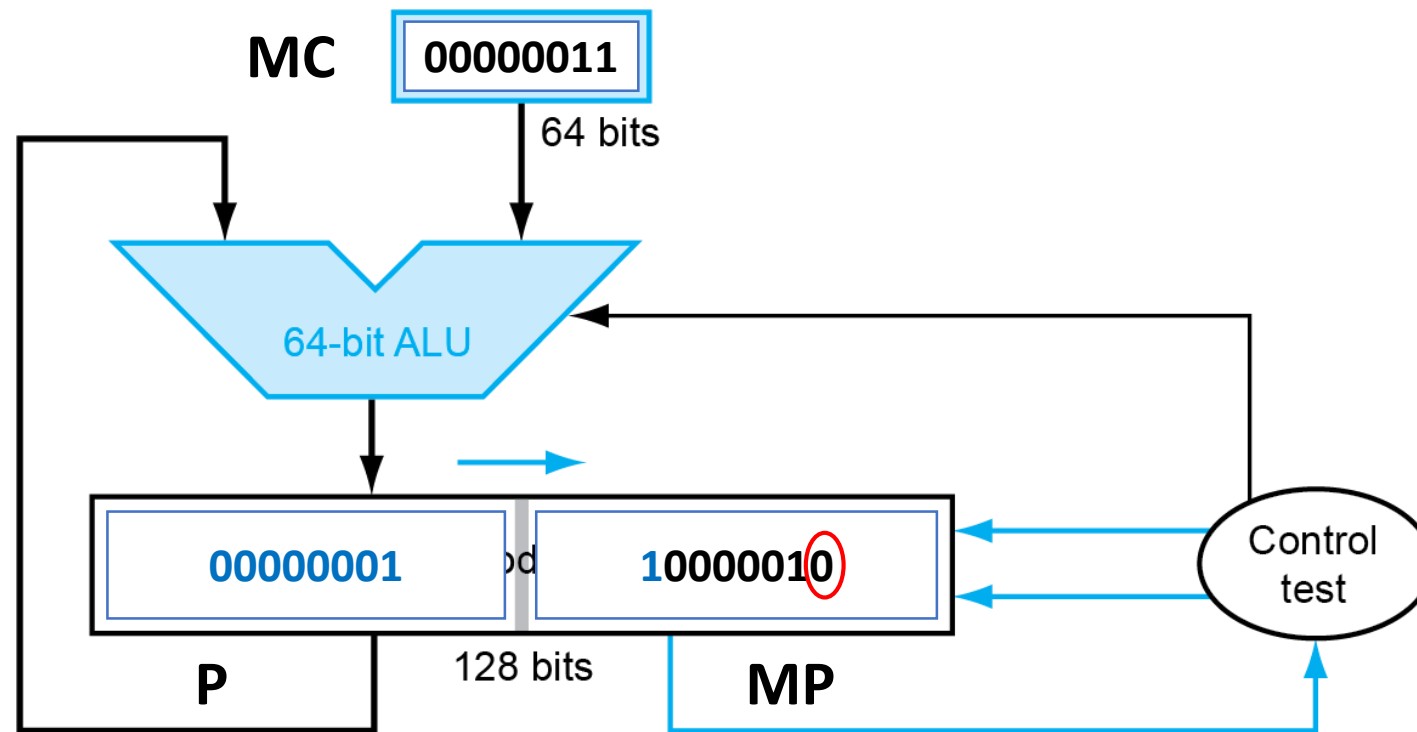 MC
00000011
64 bits
64-bit ALU
00000001
10000010
Control
test
P
128 bits
MP